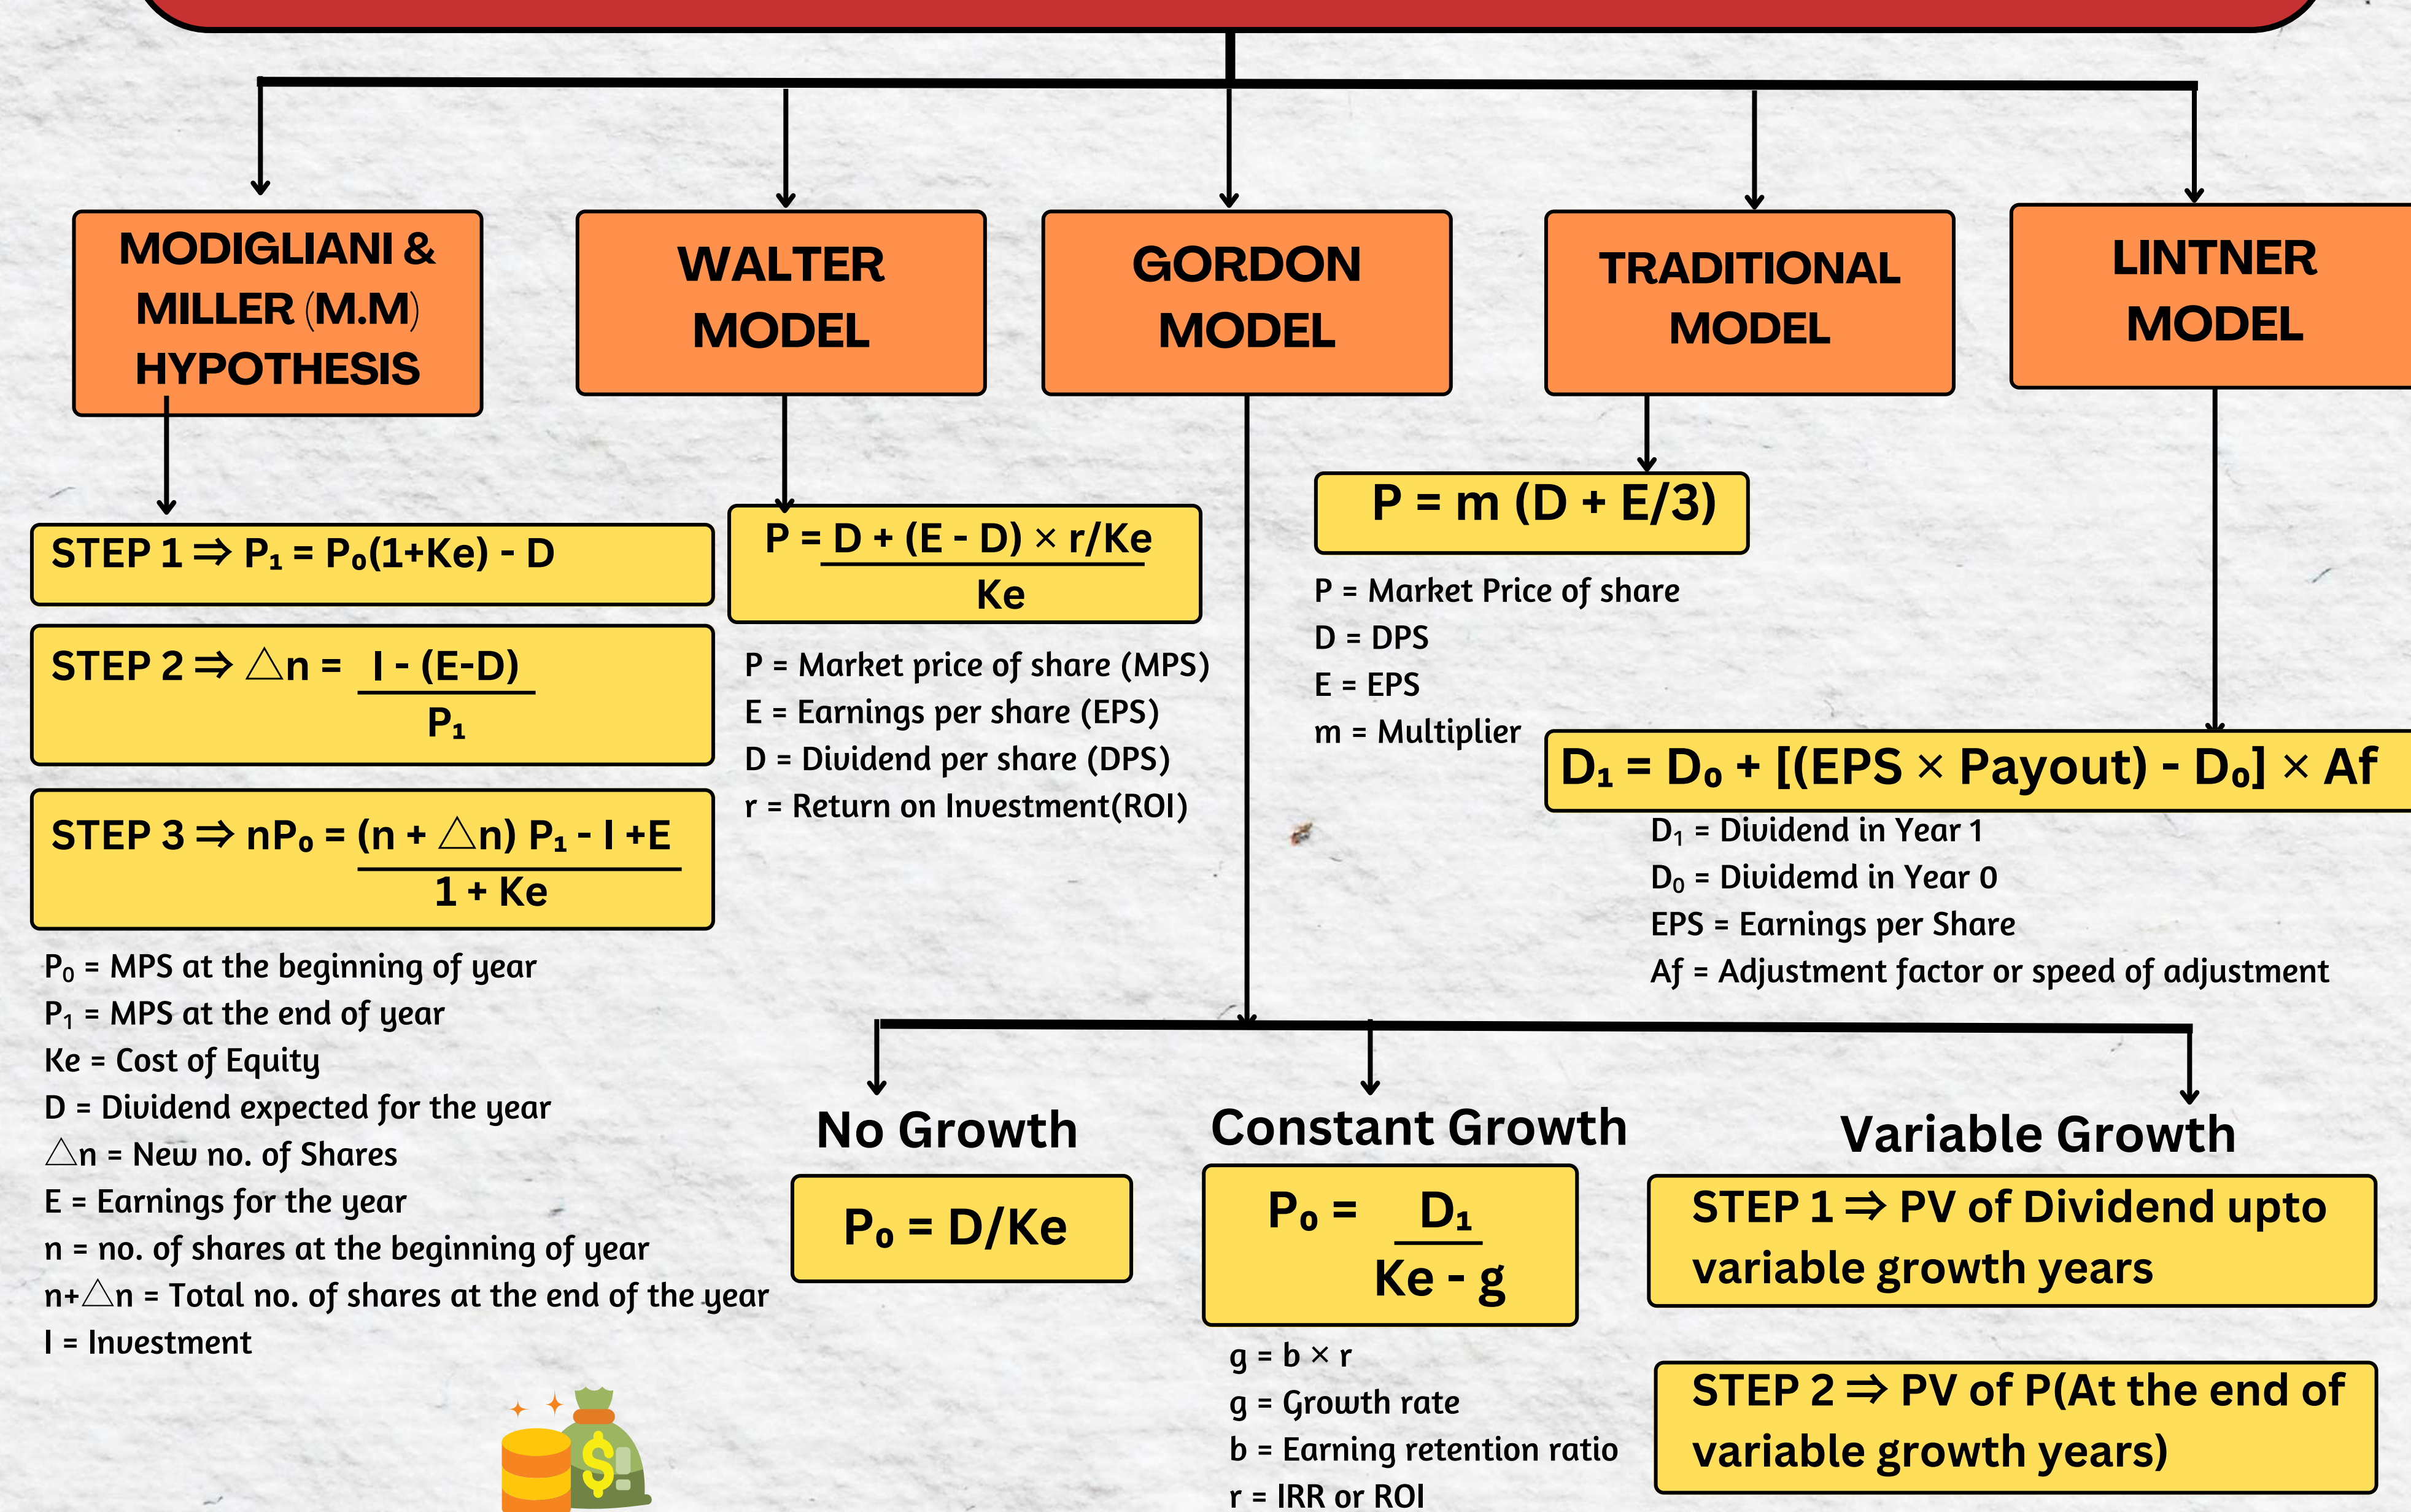 MODIGLIANI &
MILLER (M.M)
HYPOTHESIS
WALTER
MODEL
GORDON
MODEL
TRADITIONAL
MODEL
LINTNER
MODEL
STEP 1 ⇒ P₁ = P₀(1+Ke) - D
STEP 2 ⇒ △n = I - (E-D)
P₁
STEP 3 ⇒ nP₀ = (n + △n) P₁ - I +E
1 + Ke
P₀ = MPS at the beginning of year
P₁ = MPS at the end of year
Ke = Cost of Equity
D = Dividend expected for the year
△n = New no. of Shares
E = Earnings for the year
n = no. of shares at the beginning of year
n+△n = Total no. of shares at the end of the year
I = Investment
P = D + (E - D) × r/Ke
Ke
P = Market price of share (MPS)
E = Earnings per share (EPS)
D = Dividend per share (DPS)
r = Return on Investment(ROI)
P = m (D + E/3)
P = Market Price of share
D = DPS
E = EPS
m = Multiplier
D₁ = D₀ + [(EPS × Payout) - D₀] × Af
D₁ = Dividend in Year 1
D₀ = Dividemd in Year 0
EPS = Earnings per Share
Af = Adjustment factor or speed of adjustment
No Growth
P₀ = D/Ke
Constant Growth
P₀ = D₁
Ke - g
g = b × r
g = Growth rate
b = Earning retention ratio
r = IRR or ROI
Variable Growth
STEP 1 ⇒ PV of Dividend upto
variable growth years
STEP 2 ⇒ PV of P(At the end of
variable growth years)
$